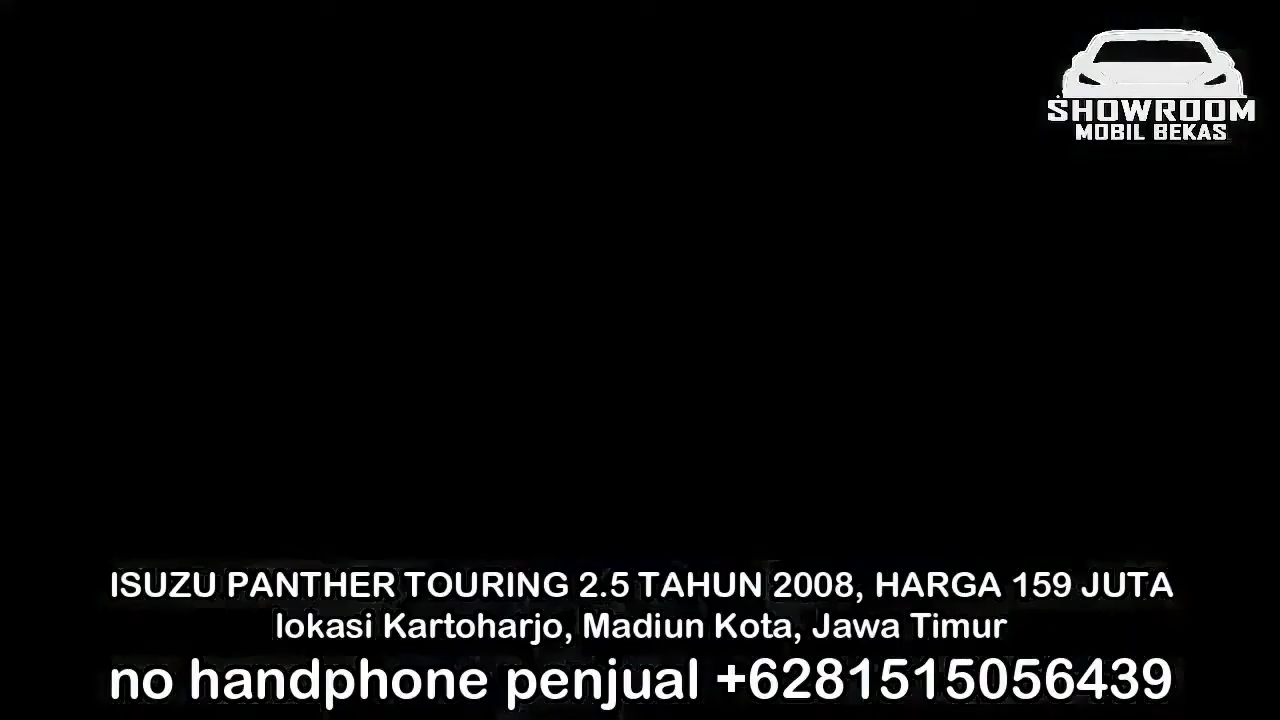 SHOWROOM
MOBIL BEKAS
ISUZU PANTHER TOURING 2.5 TAHUN 2008, HARGA 159 JUTA
lokasi Kartoharjo, Madiun Kota, Jawa Timur
no handphone penjual +6281515056439